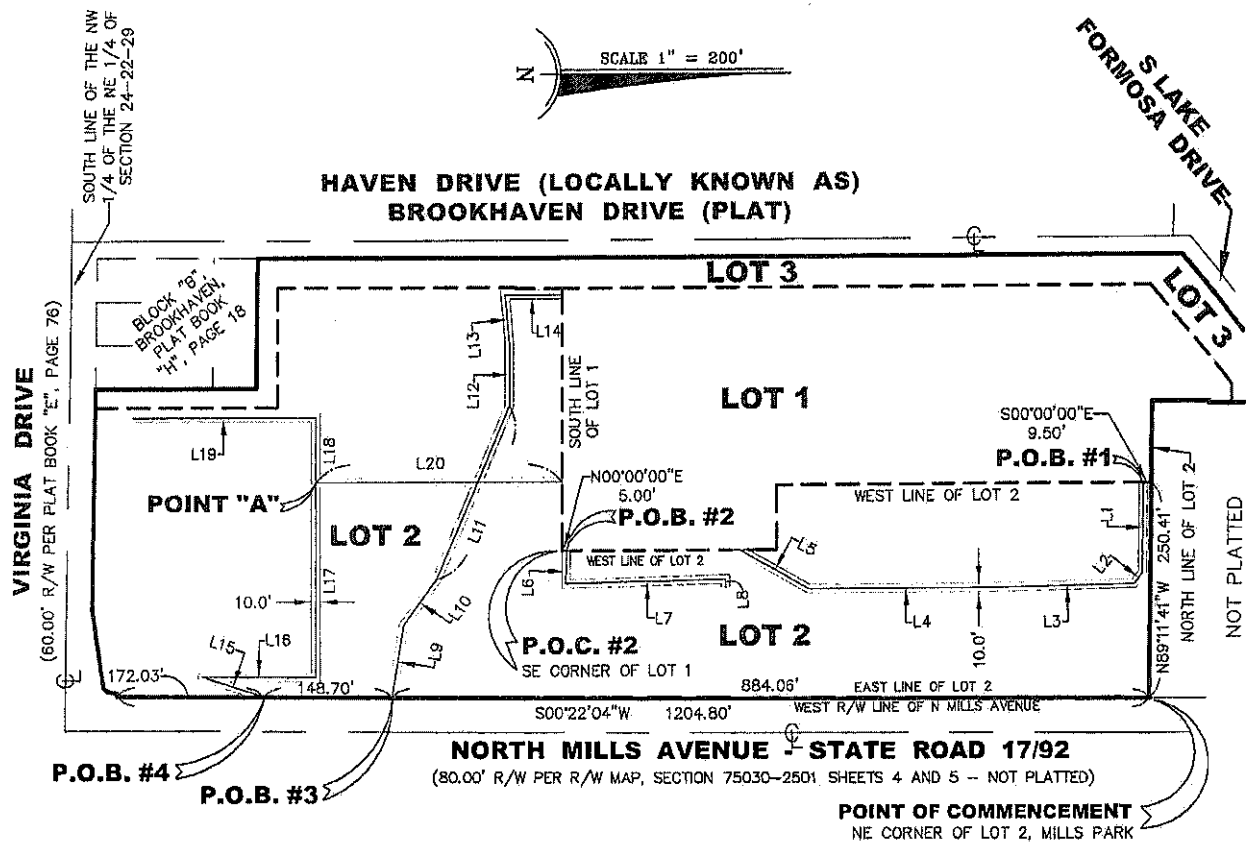 SOUTH LINE OF THE NW
1/4 OF THE NE 1/4 OF
SECTION 24-22-29
N
SCALE 1" = 200'
S LAKE
FORMOSA DRIVE
HAVEN DRIVE (LOCALLY KNOWN AS)
BROOKHAVEN DRIVE (PLAT)
LOT 3
LOT 3
BLOCK "B",
BROOKHAVEN,
PLAT BOOK
"H", PAGE 18
L13
L14
L12
SOUTH LINE
OF LOT 1
LOT 1
VIRGINIA DRIVE
(60.00' R/W PER PLAT BOOK "E", PAGE 76)
L19
L18
L20
S00°00'00"E
9.50'
P.O.B. #1
POINT "A"
N00°00'00"E
5.00'
P.O.B. #2
WEST LINE OF LOT 2
L1
LOT 2
L11
WEST LINE OF LOT 2
L5
L2
N89°11'41"W 250.41'
NORTH LINE OF LOT 2
NOT PLATTED
L6
L7
L8
L4
L3
10.0'
L17
L10
10.0'
LOT 2
P.O.C. #2
SE CORNER OF LOT 1
L15
L16
L9
172.03'
148.70'
884.06'
EAST LINE OF LOT 2
S00°22'04"W 1204.80'
WEST R/W LINE OF N MILLS AVENUE
NORTH MILLS AVENUE - STATE ROAD 17/92
(80.00' R/W PER R/W MAP, SECTION 75030-2501 SHEETS 4 AND 5 -- NOT PLATTED)
P.O.B. #4
P.O.B. #3
POINT OF COMMENCEMENT
NE CORNER OF LOT 2, MILLS PARK